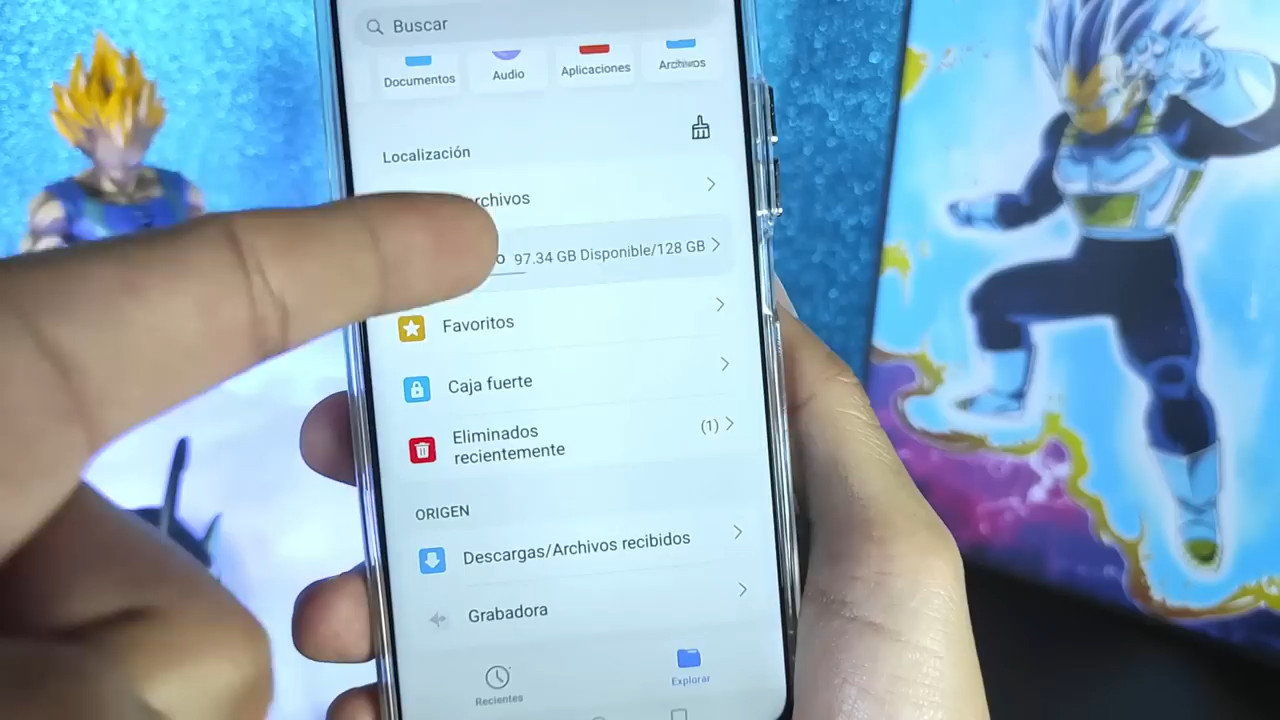 Buscar
Documentos
Audio
Aplicaciones
Archivos
Localización
rchivos
o 97.34 GB Disponible/128 GB
Favoritos
Caja fuerte
Eliminados
recientemente
(1)
ORIGEN
Descargas/Archivos recibidos
Grabadora
Recientes
Explorar